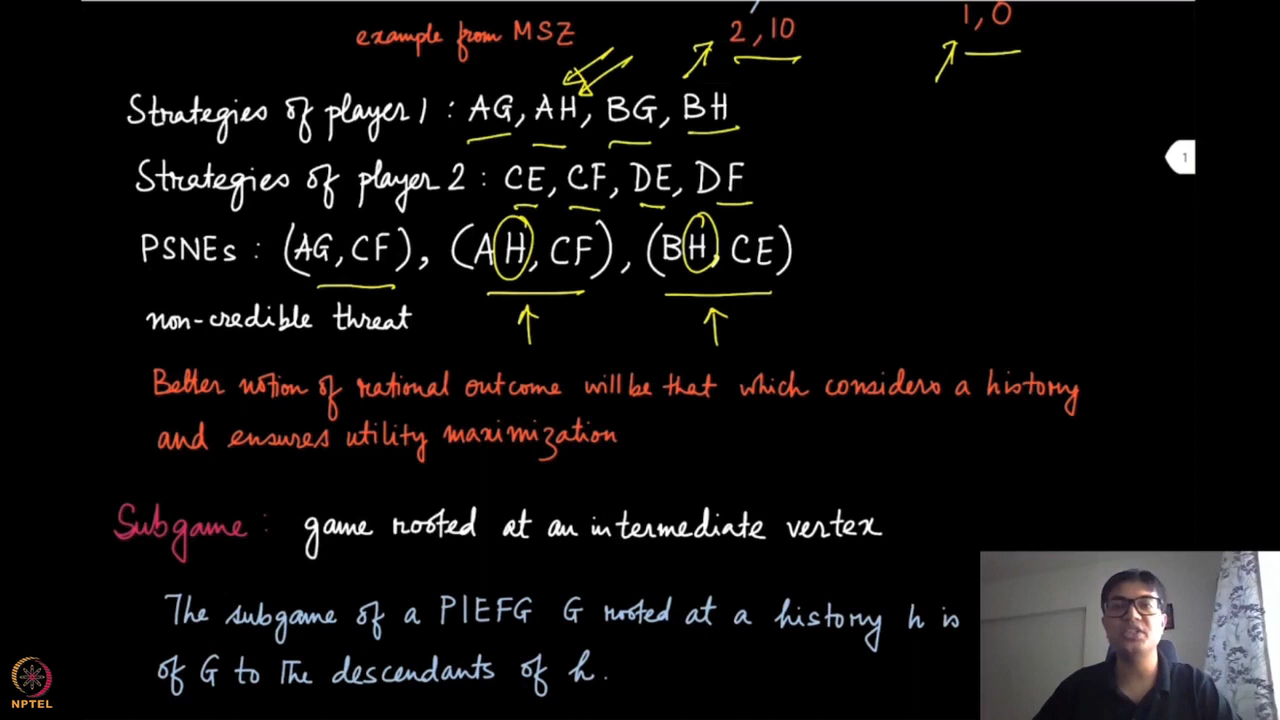 1, 0
example from MSZ 2, 10
Strategies of player 1 : AG, AH, BG, BH
Strategies of player 2 : CE, CF, DE, DF
PSNEs : (AG, CF), (AH, CF), (BH, CE)
non-credible threat
Better notion of rational outcome will be that which considers a history
and ensures utility maximization
Subgame : game rooted at an intermediate vertex
The subgame of a PIEFG G rooted at a history h is
of G to the descendants of h.
1
NPTEL